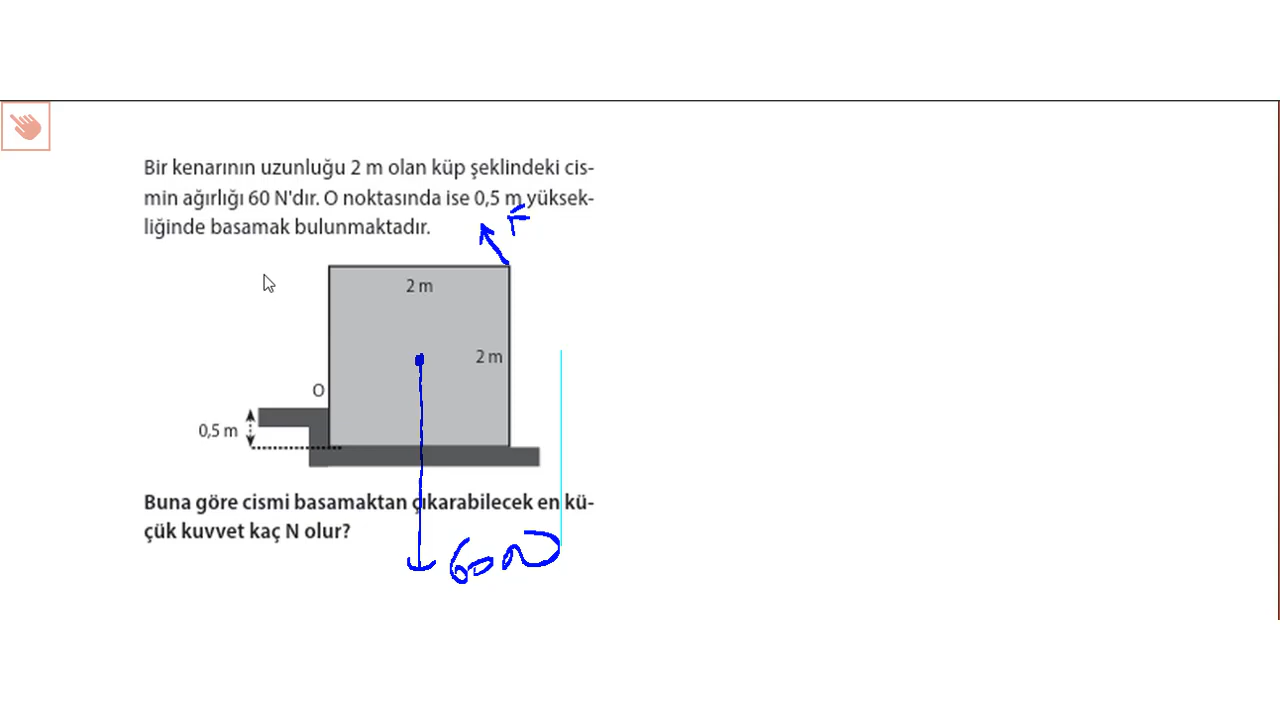 Bir kenarının uzunluğu 2 m olan küp şeklindeki cis-
min ağırlığı 60 N'dır. O noktasında ise 0,5 m yüksek-
liğinde basamak bulunmaktadır.
F
2 m
2 m
O
0,5 m
Buna göre cismi basamaktan çıkarabilecek en kü-
çük kuvvet kaç N olur?
60N